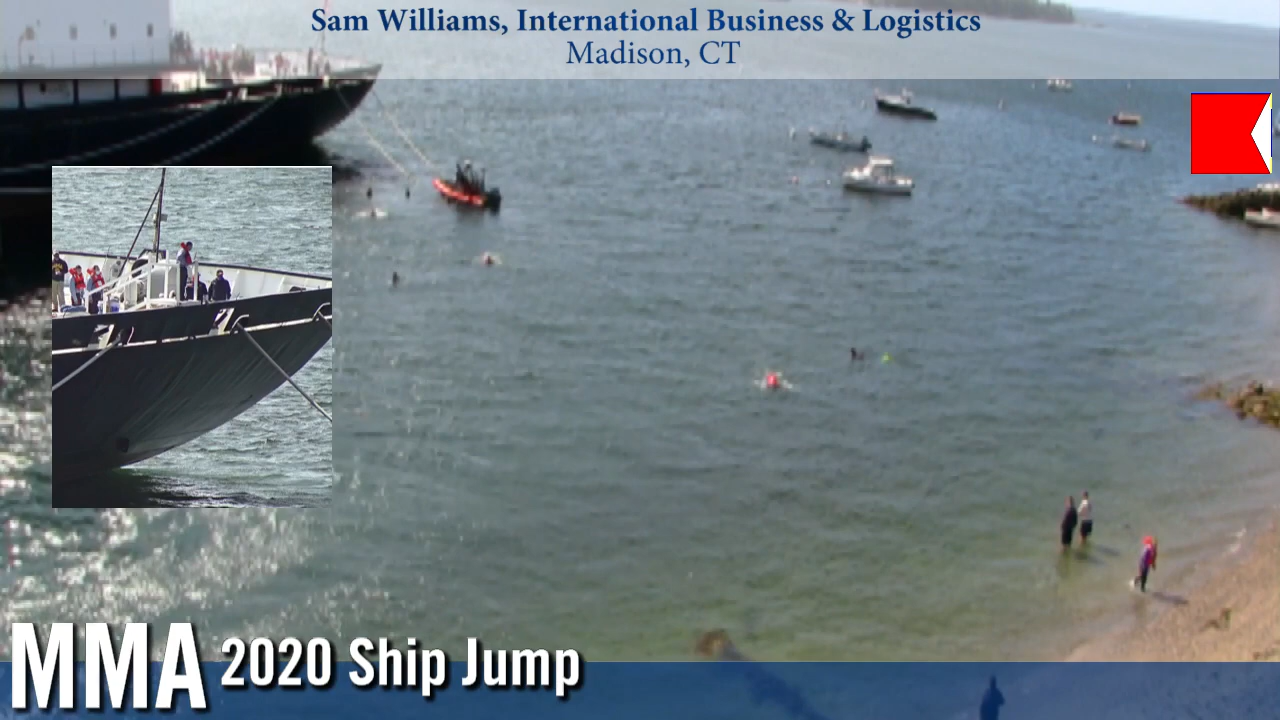 Sam Williams, International Business & Logistics
Madison, CT
MMA 2020 Ship Jump